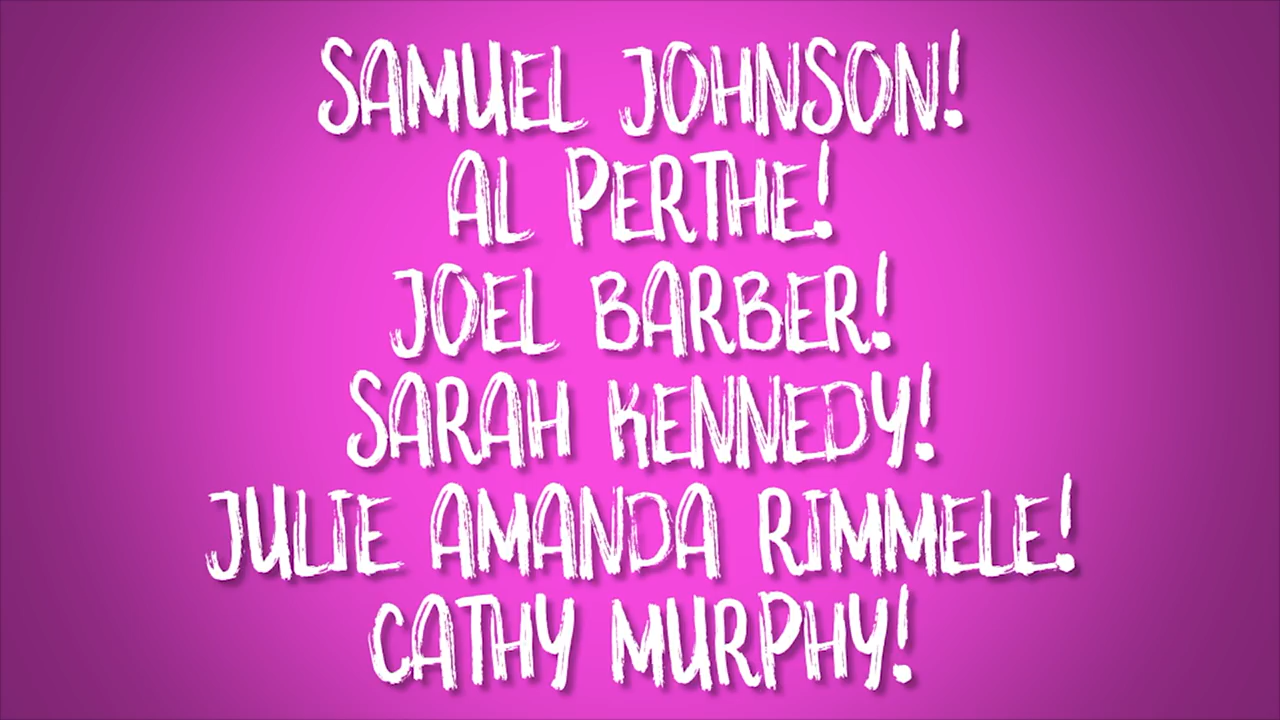 SAMUEL JOHNSON!
AL PERTHE!
JOEL BARBER!
SARAH KENNEDY!
JULIE AMANDA RIMMELE!
CATHY MURPHY!